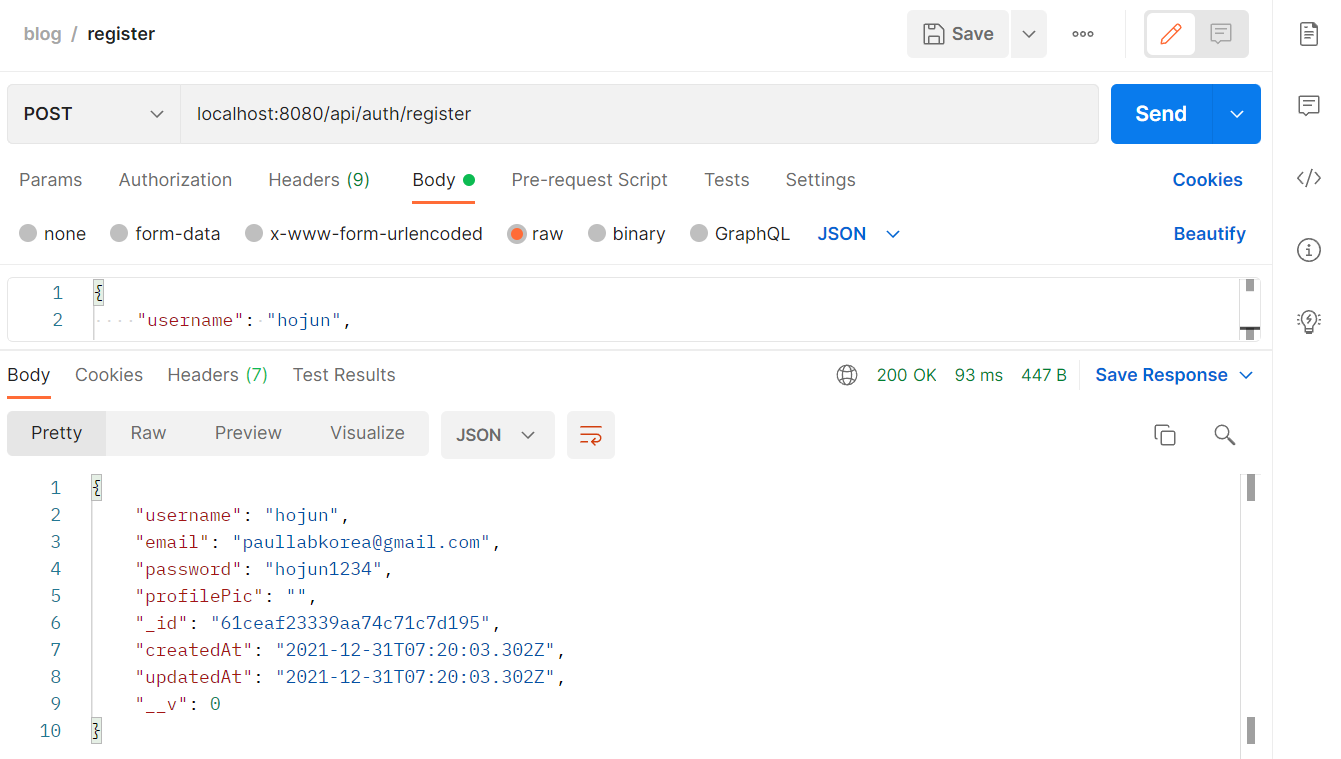 blog / register
Save
POST
localhost:8080/api/auth/register
Send
Params Authorization Headers (9) Body Pre-request Script Tests Settings Cookies
none form-data x-www-form-urlencoded raw binary GraphQL JSON Beautify
1 {
2 "username": "hojun",
Body Cookies Headers (7) Test Results 200 OK 93 ms 447 B Save Response
Pretty Raw Preview Visualize JSON
1 {
2 "username": "hojun",
3 "email": "paullabkorea@gmail.com",
4 "password": "hojun1234",
5 "profilePic": "",
6 "_id": "61ceaf23339aa74c71c7d195",
7 "createdAt": "2021-12-31T07:20:03.302Z",
8 "updatedAt": "2021-12-31T07:20:03.302Z",
9 "__v": 0
10 }